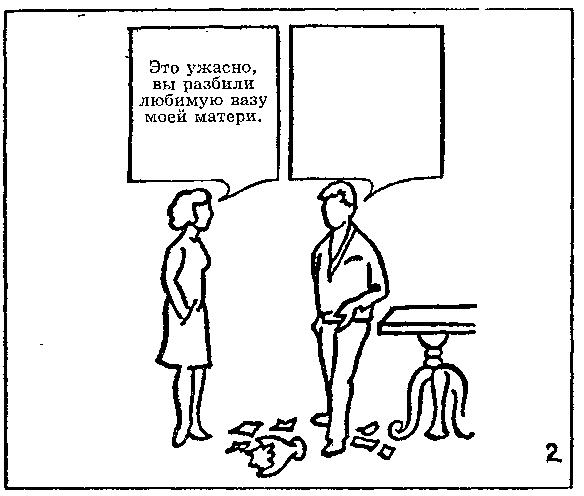 Это ужасно,
вы разбили
любимую вазу
моей матери.
2